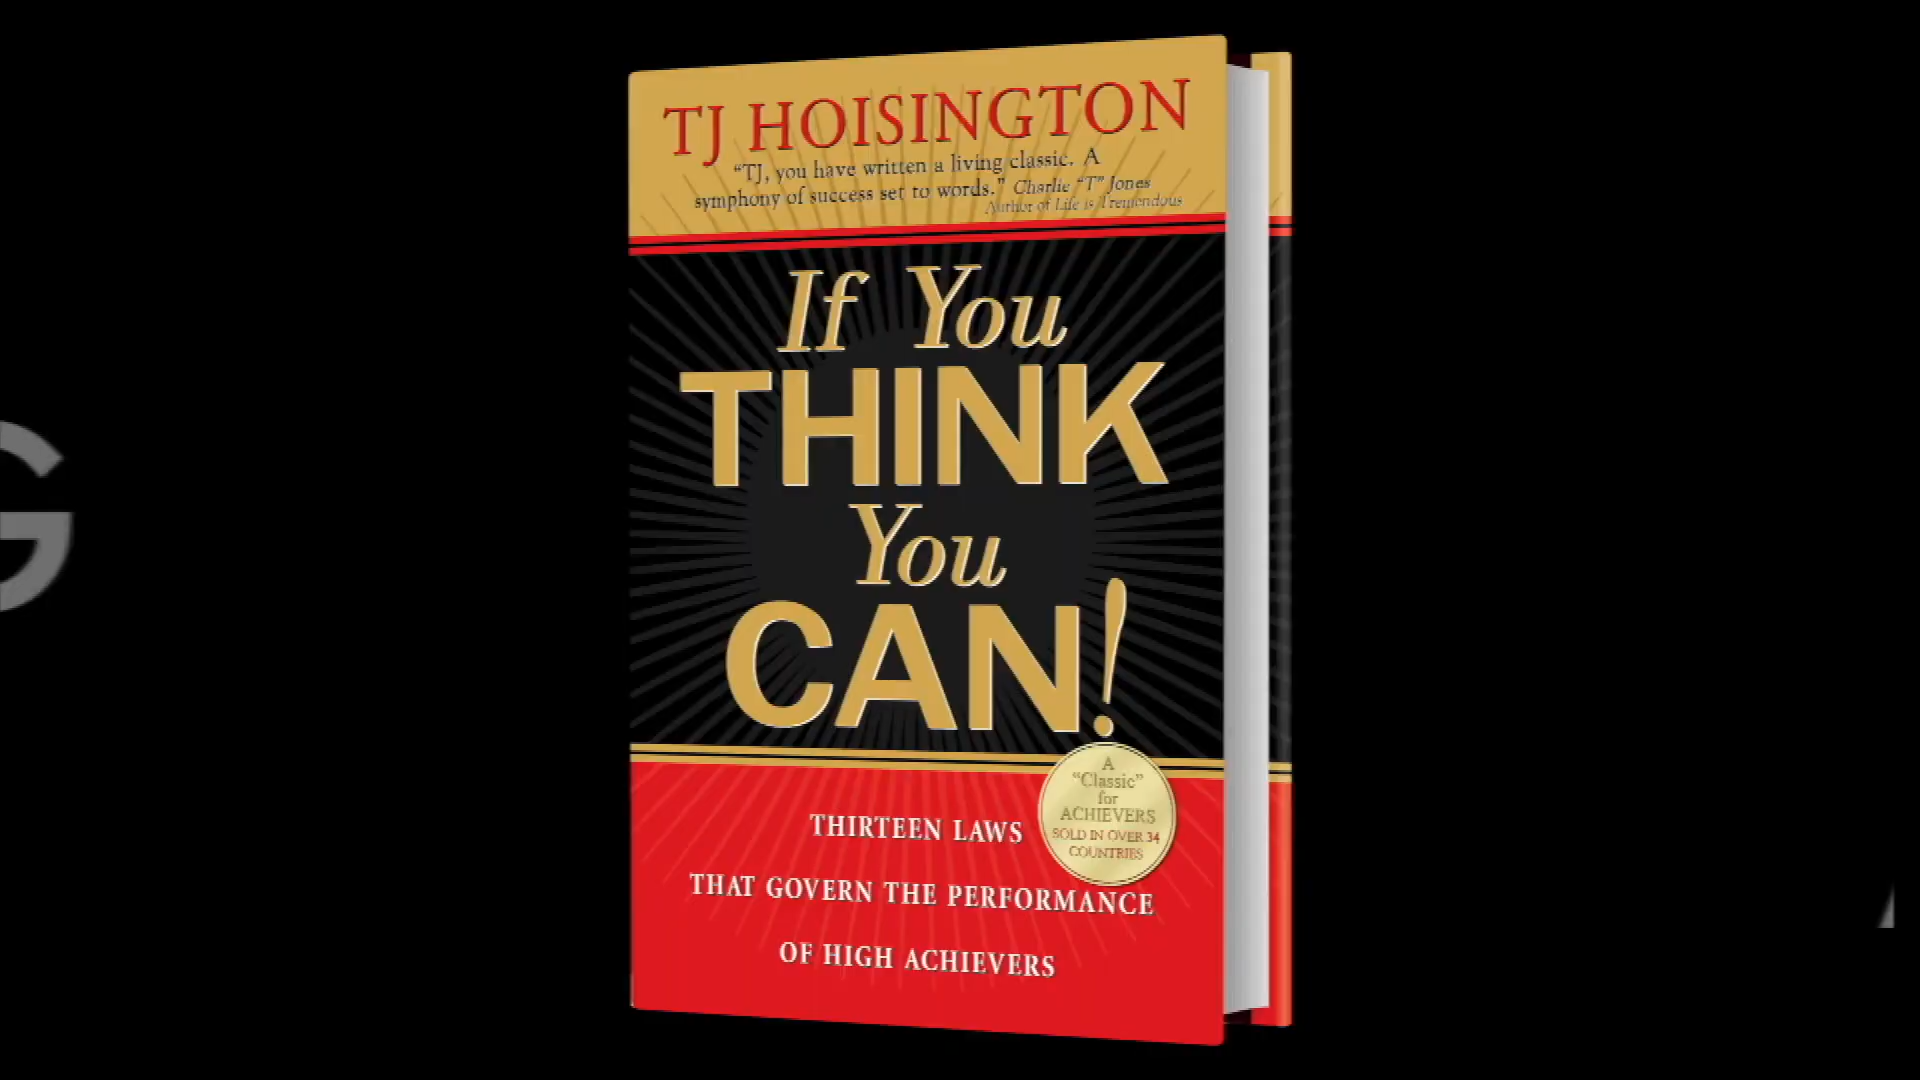 TJ HOISINGTON
“TJ, you have written a living classic. A
symphony of success set to words.” Charlie “T” Jones
Author of Life is Tremendous
If You
THINK
You
CAN!
A
“Classic”
for
ACHIEVERS
SOLD IN OVER 34
COUNTRIES
THIRTEEN LAWS
THAT GOVERN THE PERFORMANCE
OF HIGH ACHIEVERS
G